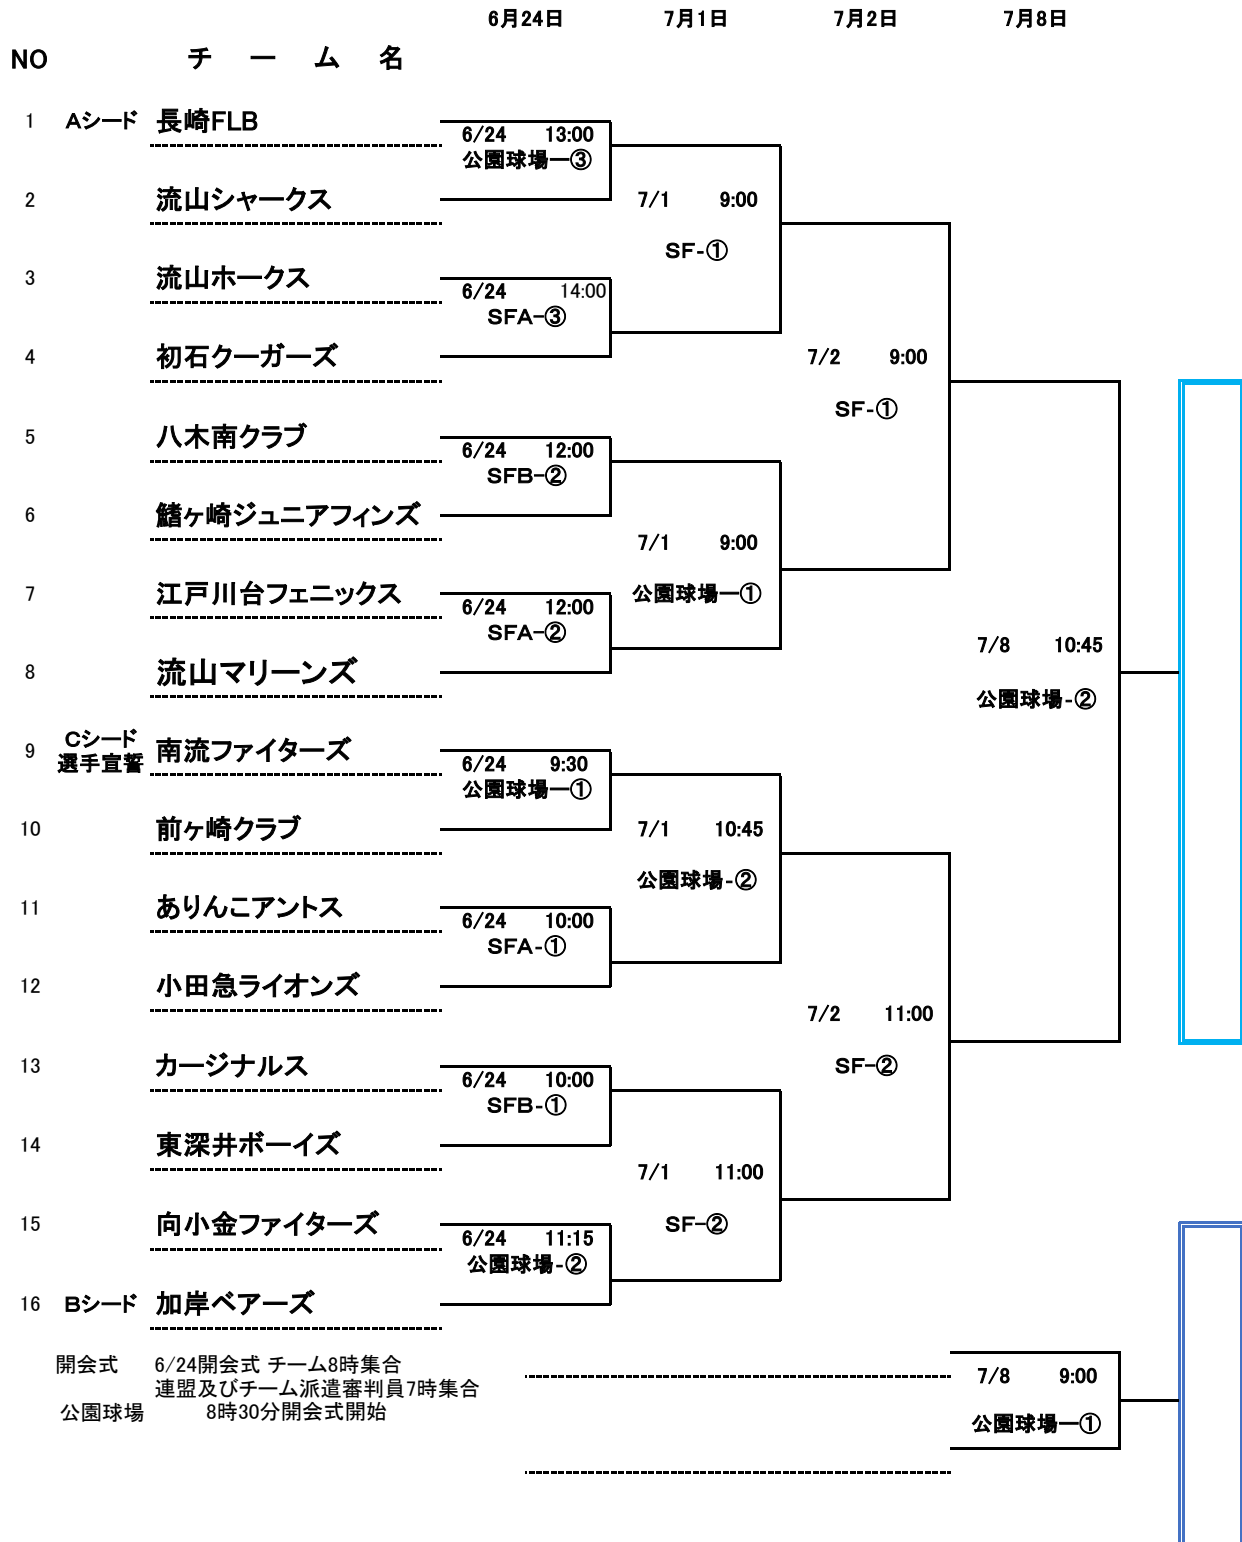 6月24日 7月1日 7月2日 7月8日
NO チーム名
1 Aシード 長崎FLB
6/24 13:00
公園球場ー③
2 流山シャークス
7/1 9:00
SF-①
3 流山ホークス
6/24 14:00
SFA-③
4 初石クーガーズ
7/2 9:00
SF-①
5 八木南クラブ
6/24 12:00
SFB-②
6 鰭ヶ崎ジュニアフィンズ
7/1 9:00
公園球場ー①
7 江戸川台フェニックス
6/24 12:00
SFA-②
8 流山マリーンズ
7/8 10:45
公園球場-②
9 Cシード 選手宣誓 南流ファイターズ
6/24 9:30
公園球場ー①
10 前ヶ崎クラブ
7/1 10:45
公園球場-②
11 ありんこアントス
6/24 10:00
SFA-①
12 小田急ライオンズ
7/2 11:00
SF-②
13 カージナルス
6/24 10:00
SFB-①
14 東深井ボーイズ
7/1 11:00
SF-②
15 向小金ファイターズ
6/24 11:15
公園球場-②
16 Bシード 加岸ベアーズ
開会式 6/24開会式 チーム8時集合
連盟及びチーム派遣審判員7時集合
公園球場 8時30分開会式開始
7/8 9:00
公園球場ー①